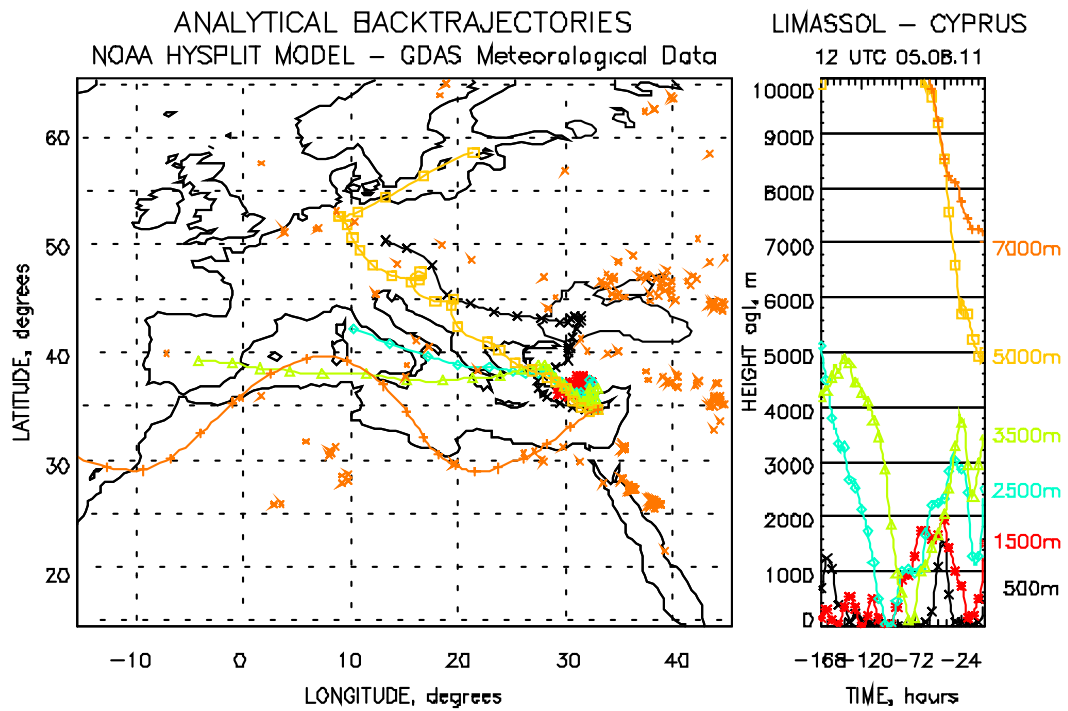 ANALYTICAL BACKTRAJECTORIES
NOAA HYSPLIT MODEL – GDAS Meteorological Data
LIMASSOL – CYPRUS
12 UTC 05.08.11
60
50
40
30
20
LATITUDE, degrees
-10
0
10
20
30
40
LONGITUDE, degrees
10000
9000
8000
7000
6000
5000
4000
3000
2000
1000
0
HEIGHT agl, m
7000m
5000m
3500m
2500m
1500m
500m
-168
-120
-72
-24
TIME, hours